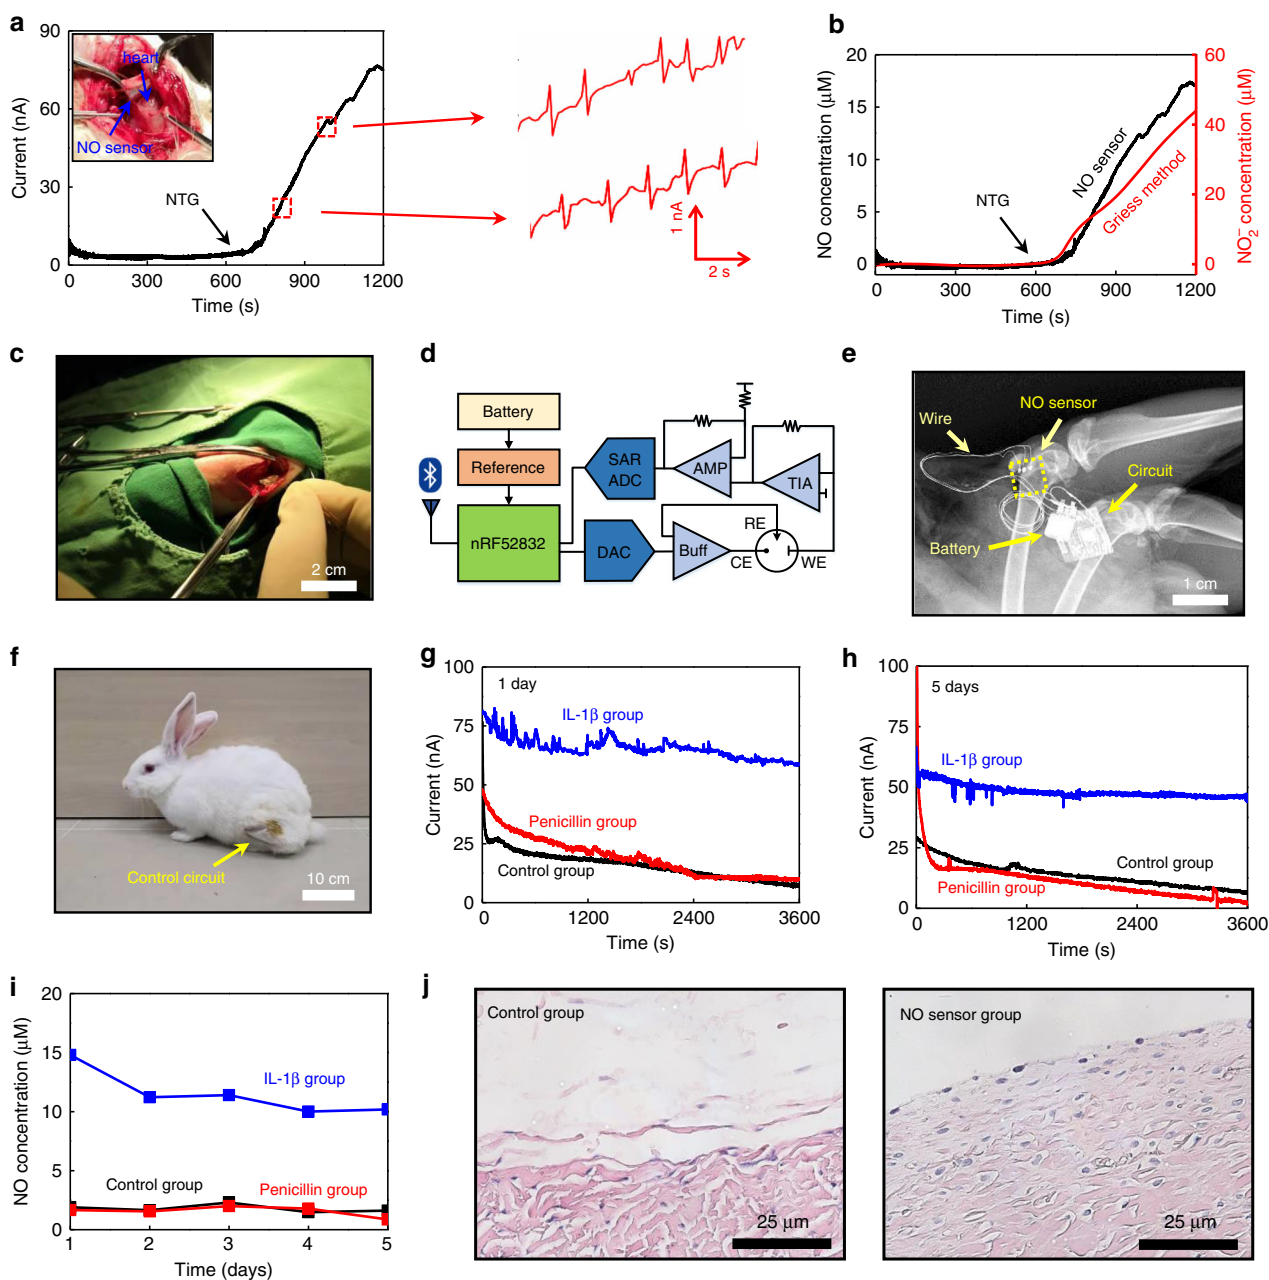 a
90
60
30
0
Current (nA)
0
300
600
900
1200
Time (s)
heart
NO sensor
NTG
1 nA
2 s
b
20
15
10
5
0
NO concentration (μM)
60
40
20
0
NO₂⁻ concentration (μM)
0
300
600
900
1200
Time (s)
NTG
NO sensor
Griess method
c
2 cm
d
Battery
Reference
nRF52832
SAR
ADC
AMP
TIA
DAC
Buff
RE
CE
WE
e
Wire
NO sensor
Circuit
Battery
1 cm
f
Control circuit
10 cm
g
100
75
50
25
0
Current (nA)
1 day
IL-1β group
Penicillin group
Control group
0
1200
2400
3600
Time (s)
h
100
75
50
25
0
Current (nA)
5 days
IL-1β group
Control group
Penicillin group
0
1200
2400
3600
Time (s)
i
20
15
10
5
0
NO concentration (μM)
IL-1β group
Control group
Penicillin group
1
2
3
4
5
Time (days)
j
Control group
25 μm
NO sensor group
25 μm